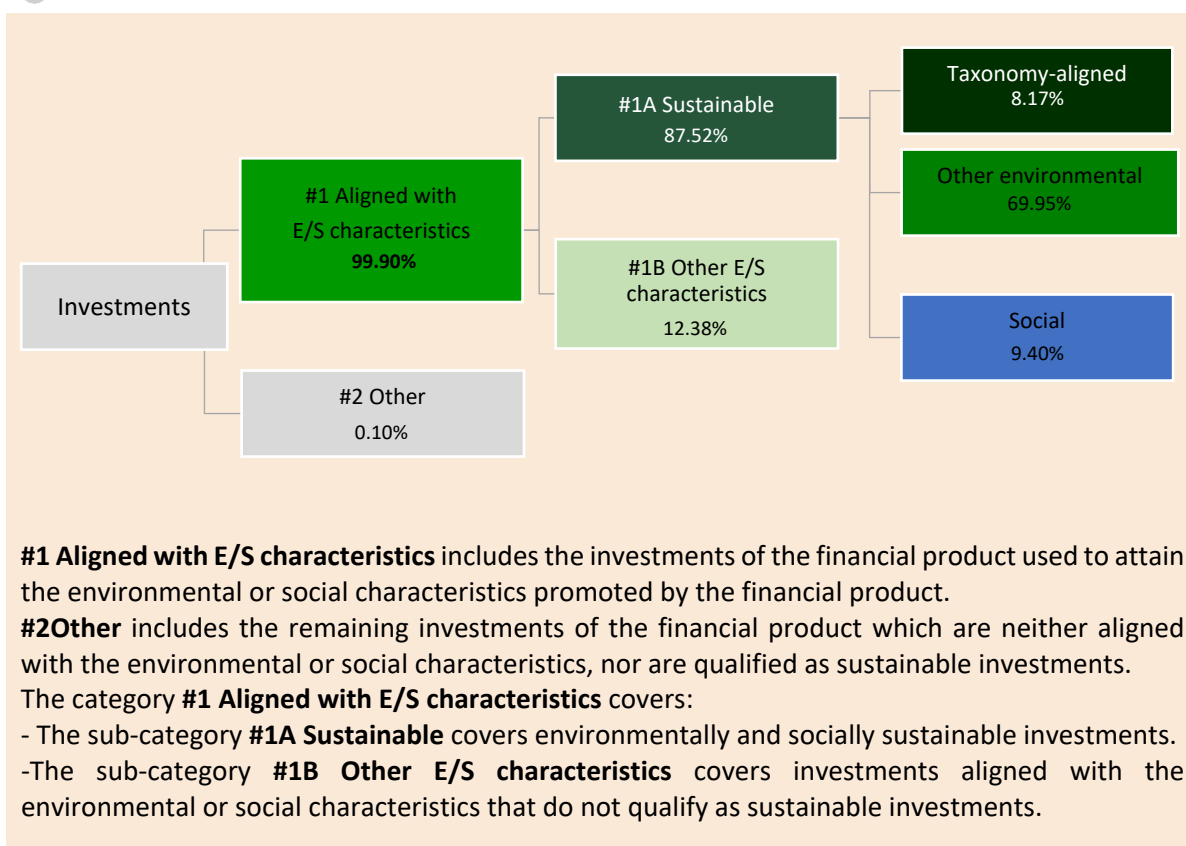 Investments
#1 Aligned with
E/S characteristics
99.90%
#2 Other
0.10%
#1A Sustainable
87.52%
#1B Other E/S
characteristics
12.38%
Taxonomy-aligned
8.17%
Other environmental
69.95%
Social
9.40%
#1 Aligned with E/S characteristics includes the investments of the financial product used to attain
the environmental or social characteristics promoted by the financial product.
#2Other includes the remaining investments of the financial product which are neither aligned
with the environmental or social characteristics, nor are qualified as sustainable investments.
The category #1 Aligned with E/S characteristics covers:
- The sub-category #1A Sustainable covers environmentally and socially sustainable investments.
-The sub-category #1B Other E/S characteristics covers investments aligned with the
environmental or social characteristics that do not qualify as sustainable investments.